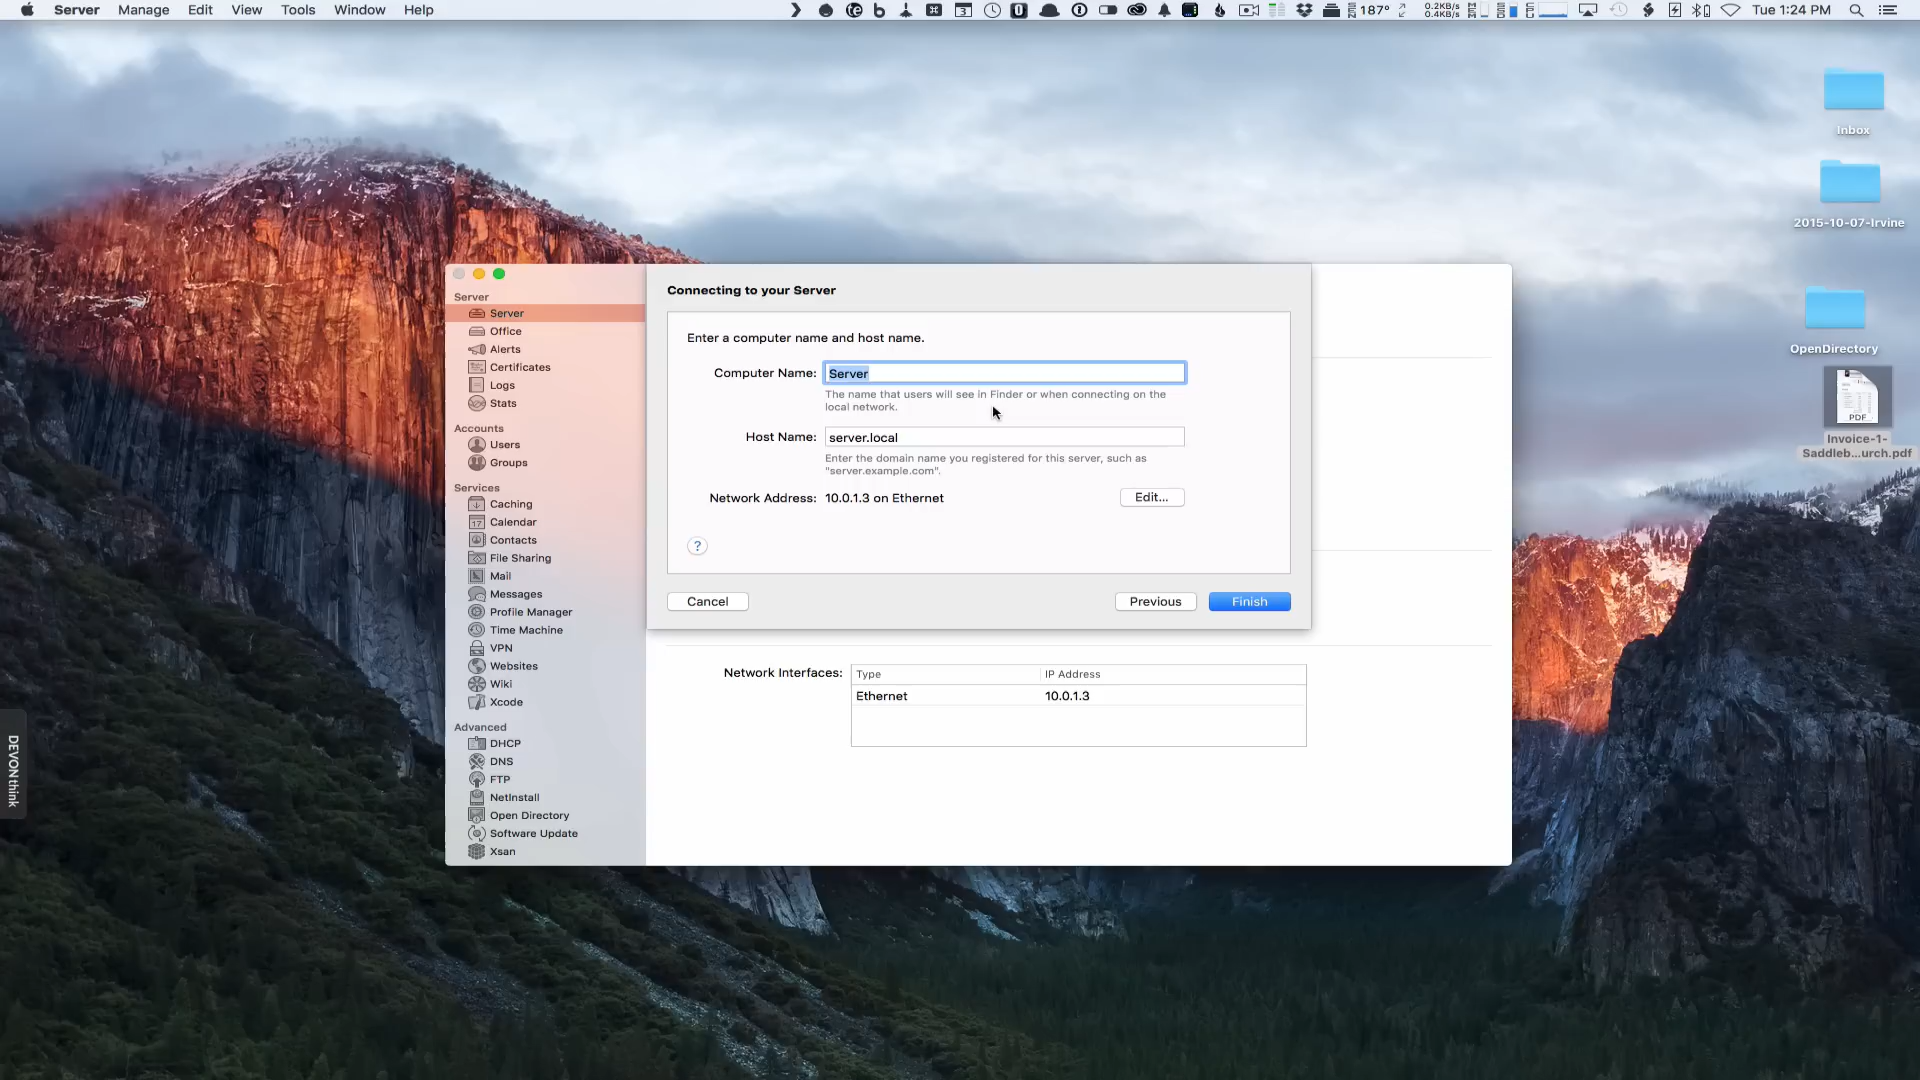 Server Manage Edit View Tools Window Help
187°
0.2KB/s
0.4KB/s
Tue 1:24 PM
Inbox
2015-10-07-Irvine
OpenDirectory
PDF
Invoice-1-
Saddleb...urch.pdf
DEVONthink
Server
Server
Office
Alerts
Certificates
Logs
Stats
Accounts
Users
Groups
Services
Caching
Calendar
Contacts
File Sharing
Mail
Messages
Profile Manager
Time Machine
VPN
Websites
Wiki
Xcode
Advanced
DHCP
DNS
FTP
NetInstall
Open Directory
Software Update
Xsan
Connecting to your Server
Enter a computer name and host name.
Computer Name: Server
The name that users will see in Finder or when connecting on the
local network.
Host Name: server.local
Enter the domain name you registered for this server, such as
"server.example.com".
Network Address: 10.0.1.3 on Ethernet Edit...
?
Cancel Previous Finish
Network Interfaces: Type IP Address
Ethernet 10.0.1.3